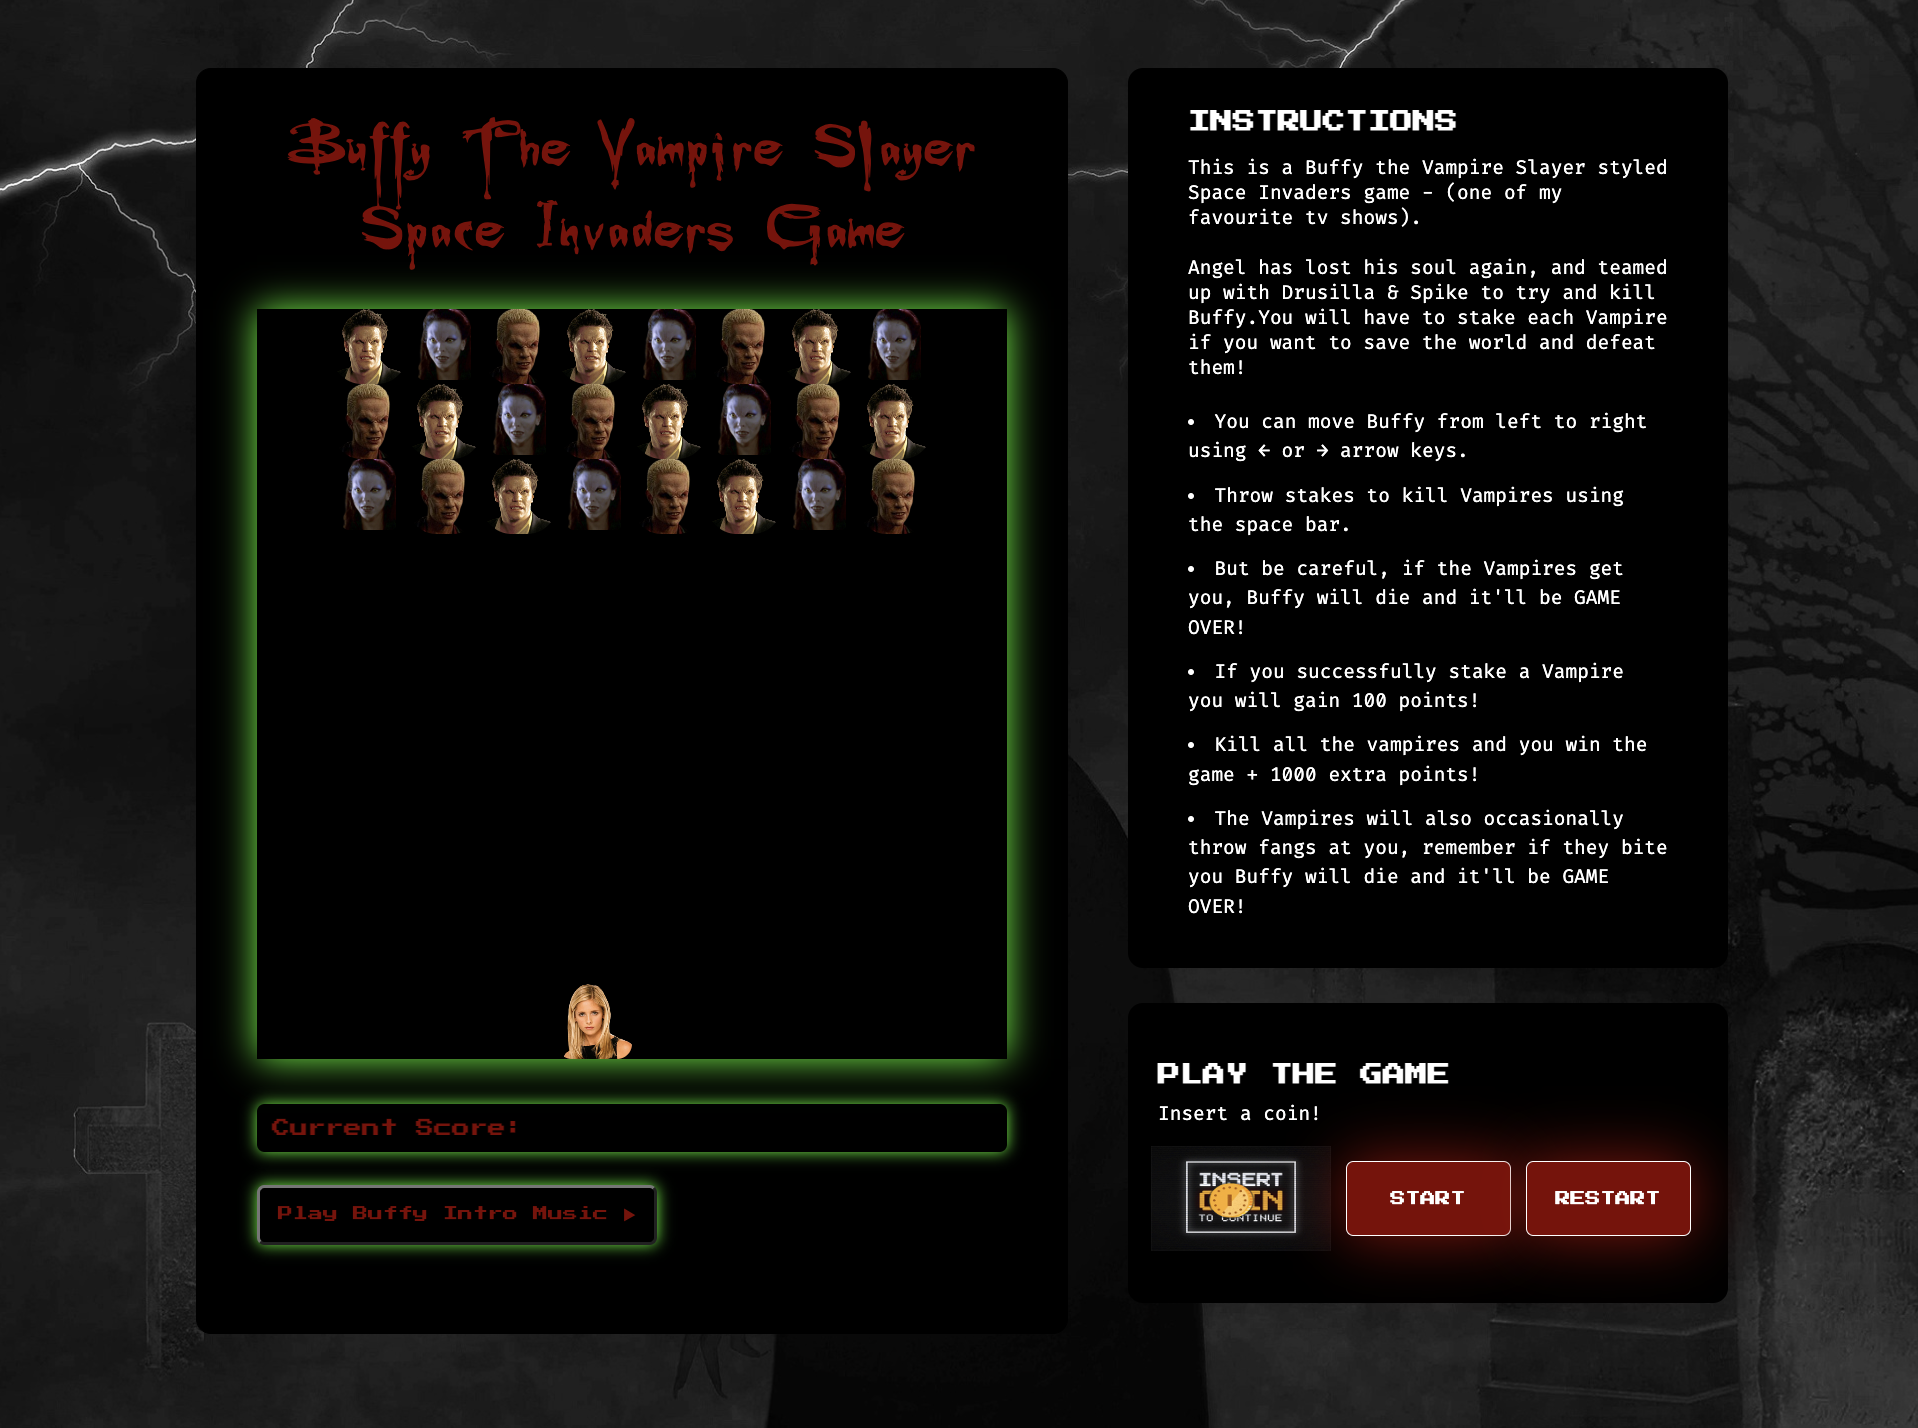 Buffy The Vampire Slayer
Space Invaders Game
Current Score:
Play Buffy Intro Music ▶
INSTRUCTIONS
This is a Buffy the Vampire Slayer styled
Space Invaders game - (one of my
favourite tv shows).
Angel has lost his soul again, and teamed
up with Drusilla & Spike to try and kill
Buffy.You will have to stake each Vampire
if you want to save the world and defeat
them!
• You can move Buffy from left to right
using ← or → arrow keys.
• Throw stakes to kill Vampires using
the space bar.
• But be careful, if the Vampires get
you, Buffy will die and it'll be GAME
OVER!
• If you successfully stake a Vampire
you will gain 100 points!
• Kill all the vampires and you win the
game + 1000 extra points!
• The Vampires will also occasionally
throw fangs at you, remember if they bite
you Buffy will die and it'll be GAME
OVER!
PLAY THE GAME
Insert a coin!
INSERT
COIN
TO CONTINUE
START
RESTART